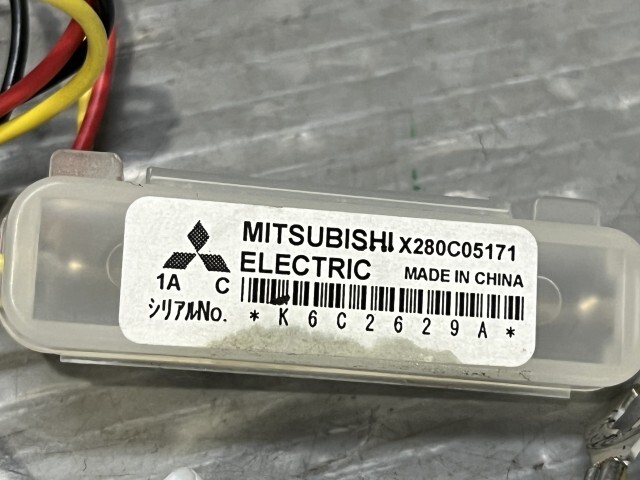 MITSUBISHI X280C05171
ELECTRIC MADE IN CHINA
1A C
シリアルNo. *K6C2629A*